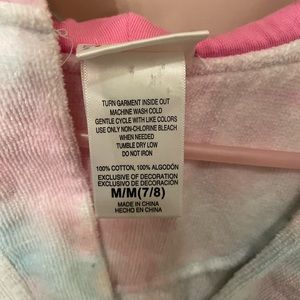 TURN GARMENT INSIDE OUT
MACHINE WASH COLD
GENTLE CYCLE WITH LIKE COLORS
USE ONLY NON-CHLORINE BLEACH
WHEN NEEDED
TUMBLE DRY LOW
DO NOT IRON
100% COTTON, 100% ALGODÓN
EXCLUSIVE OF DECORATION
EXCLUSIVO DE DECORACION
M/M(7/8)
MADE IN CHINA
HECHO EN CHINA